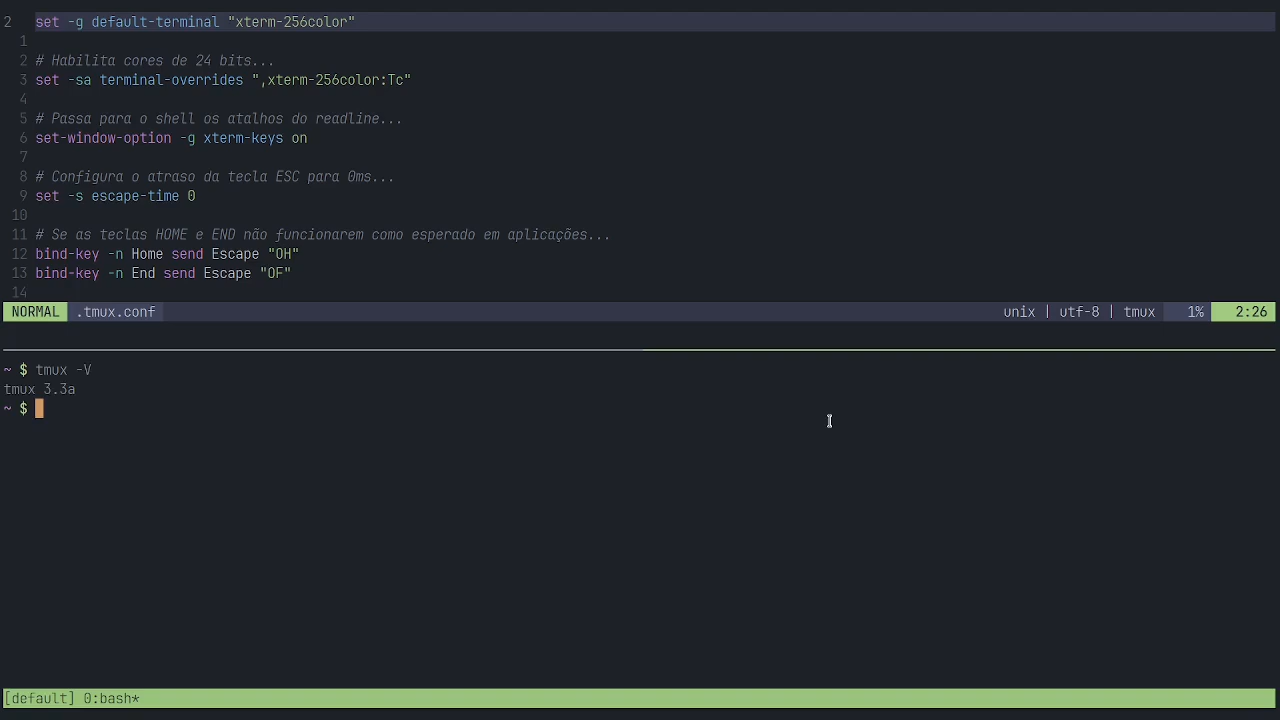 2 set -g default-terminal "xterm-256color"
1
2 # Habilita cores de 24 bits...
3 set -sa terminal-overrides ",xterm-256color:Tc"
4
5 # Passa para o shell os atalhos do readline...
6 set-window-option -g xterm-keys on
7
8 # Configura o atraso da tecla ESC para 0ms...
9 set -s escape-time 0
10
11 # Se as teclas HOME e END não funcionarem como esperado em aplicações...
12 bind-key -n Home send Escape "OH"
13 bind-key -n End send Escape "OF"
14
NORMAL .tmux.conf unix | utf-8 | tmux 1% 2:26
~ $ tmux -V
tmux 3.3a
~ $
[default] 0:bash*